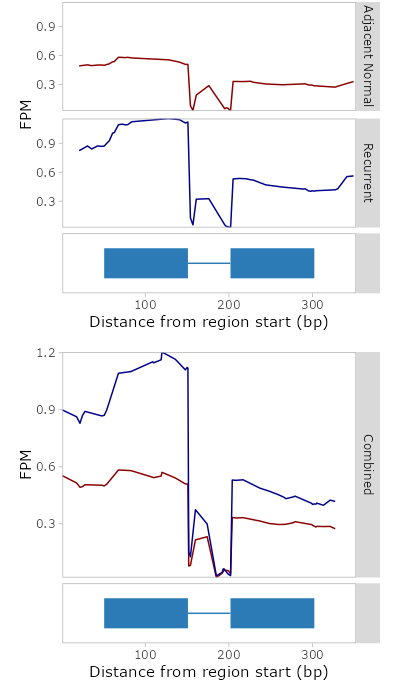 Adjacent Normal
0.9
0.6
0.3
FPM
Recurrent
0.9
0.6
0.3
100 200 300
Distance from region start (bp)
1.2
0.9
0.6
0.3
FPM
Combined
100 200 300
Distance from region start (bp)